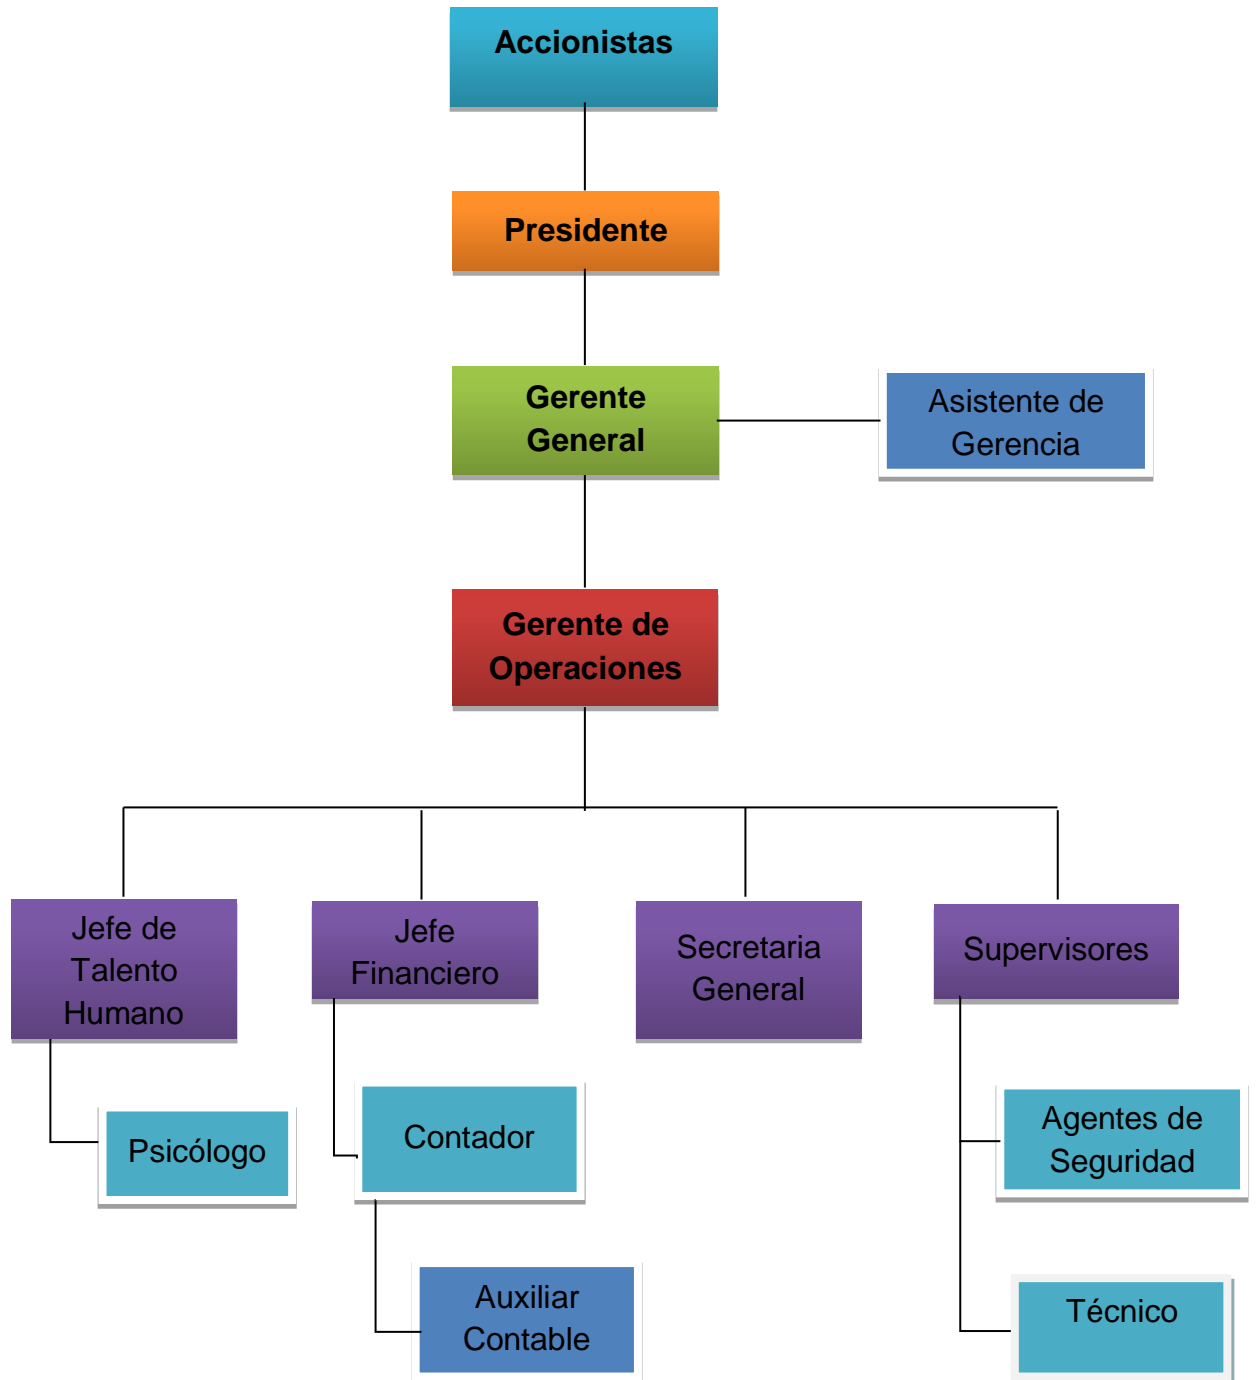 Accionistas
Presidente
Gerente
General
Asistente de
Gerencia
Gerente de
Operaciones
Jefe de
Talento
Humano
Jefe
Financiero
Secretaria
General
Supervisores
Psicólogo
Contador
Agentes de
Seguridad
Auxiliar
Contable
Técnico